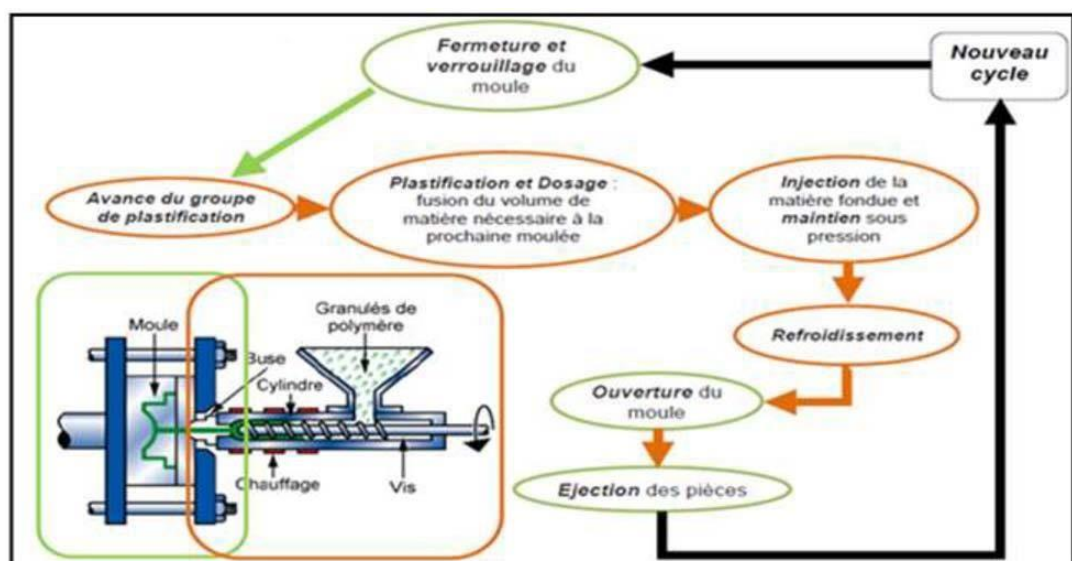 Fermeture et
verrouillage du
moule
Nouveau
cycle
Avance du groupe
de plastification
Plastification et Dosage :
fusion du volume de
matière nécessaire à la
prochaine moulée
Injection de la
matière fondue et
maintien sous
pression
Refroidissement
Ouverture du
moule
Ejection des pièces
Moule
Buse
Granulés de
polymère
Cylindre
Chauffage
Vis